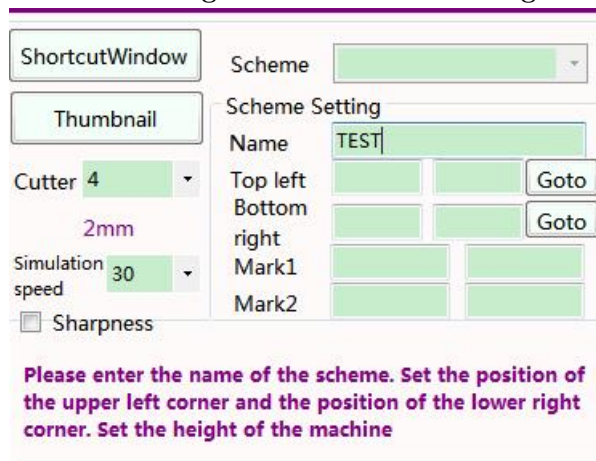 ShortcutWindow
Thumbnail
Cutter 4
2mm
Simulation speed 30
Sharpness
Scheme
Scheme Setting
Name TEST
Top left Goto
Bottom right Goto
Mark1
Mark2
Please enter the name of the scheme. Set the position of
the upper left corner and the position of the lower right
corner. Set the height of the machine